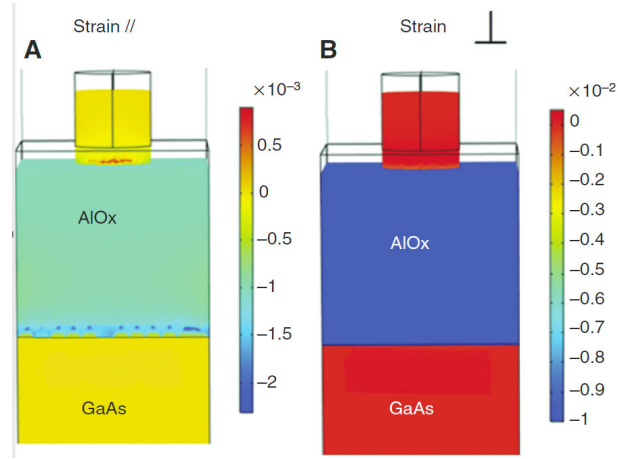 Strain //
A
×10⁻³
0.5
0
−0.5
−1
−1.5
−2
AlOx
GaAs
Strain ⊥
B
×10⁻²
0
−0.1
−0.2
−0.3
−0.4
−0.5
−0.6
−0.7
−0.8
−0.9
−1
AlOx
GaAs